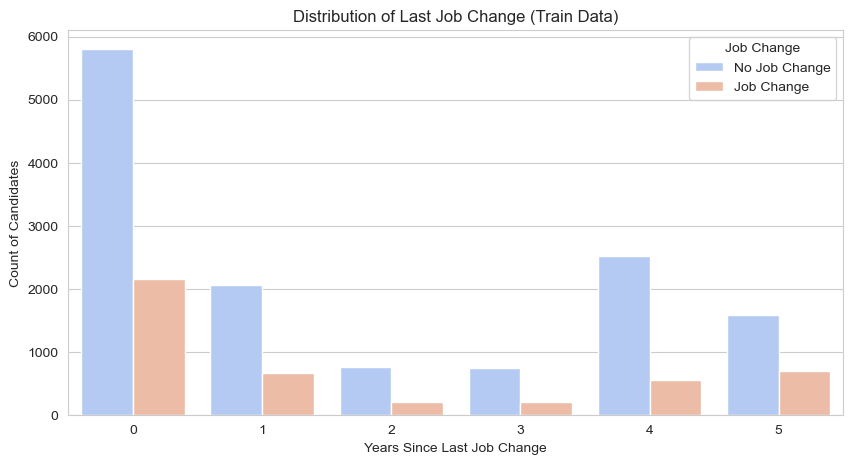 Distribution of Last Job Change (Train Data)
Job Change
No Job Change
Job Change
Count of Candidates
6000
5000
4000
3000
2000
1000
0
0 1 2 3 4 5
Years Since Last Job Change